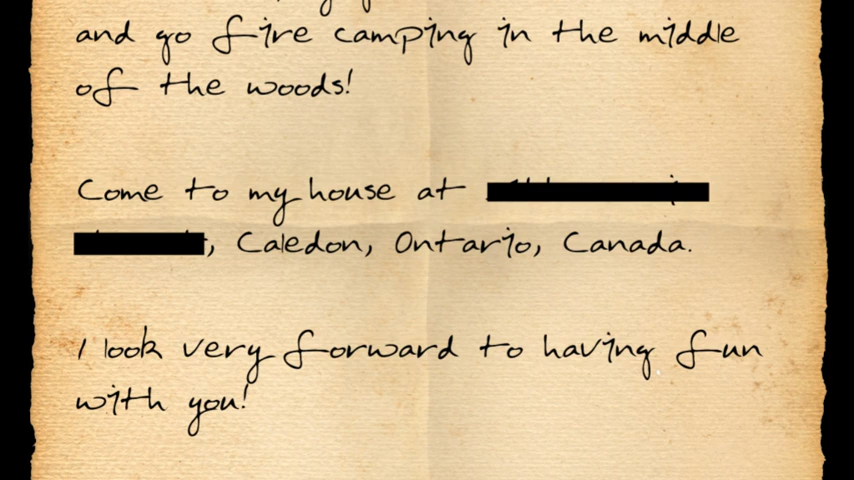 and go fire camping in the middle
of the woods!
Come to my house at
, Caledon, Ontario, Canada.
I look very forward to having fun
with you!